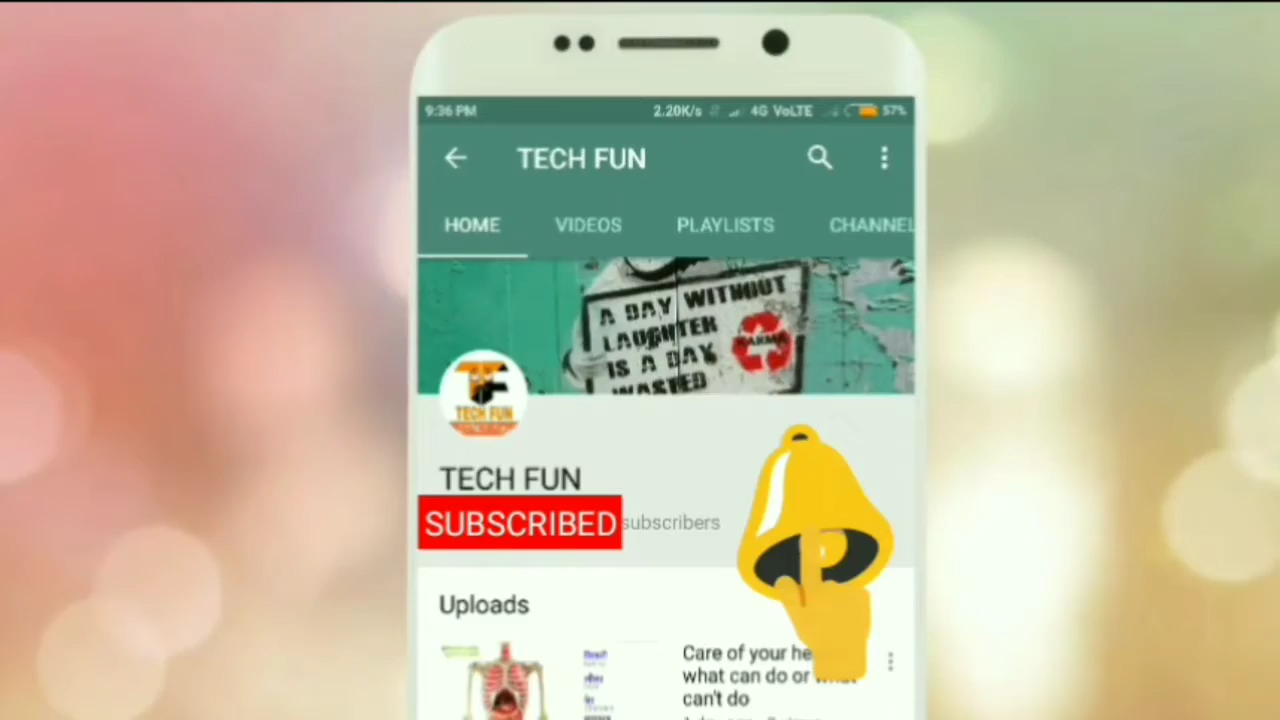 9:36 PM 2.20K/s 4G VoLTE 57%
TECH FUN
HOME VIDEOS PLAYLISTS CHANNEL
A DAY WITHOUT
LAUGHTER
IS A DAY
WASTED
KARMA
TECH FUN
TECH FUN
SUBSCRIBED subscribers
Uploads
Care of your
what can do or
can't do